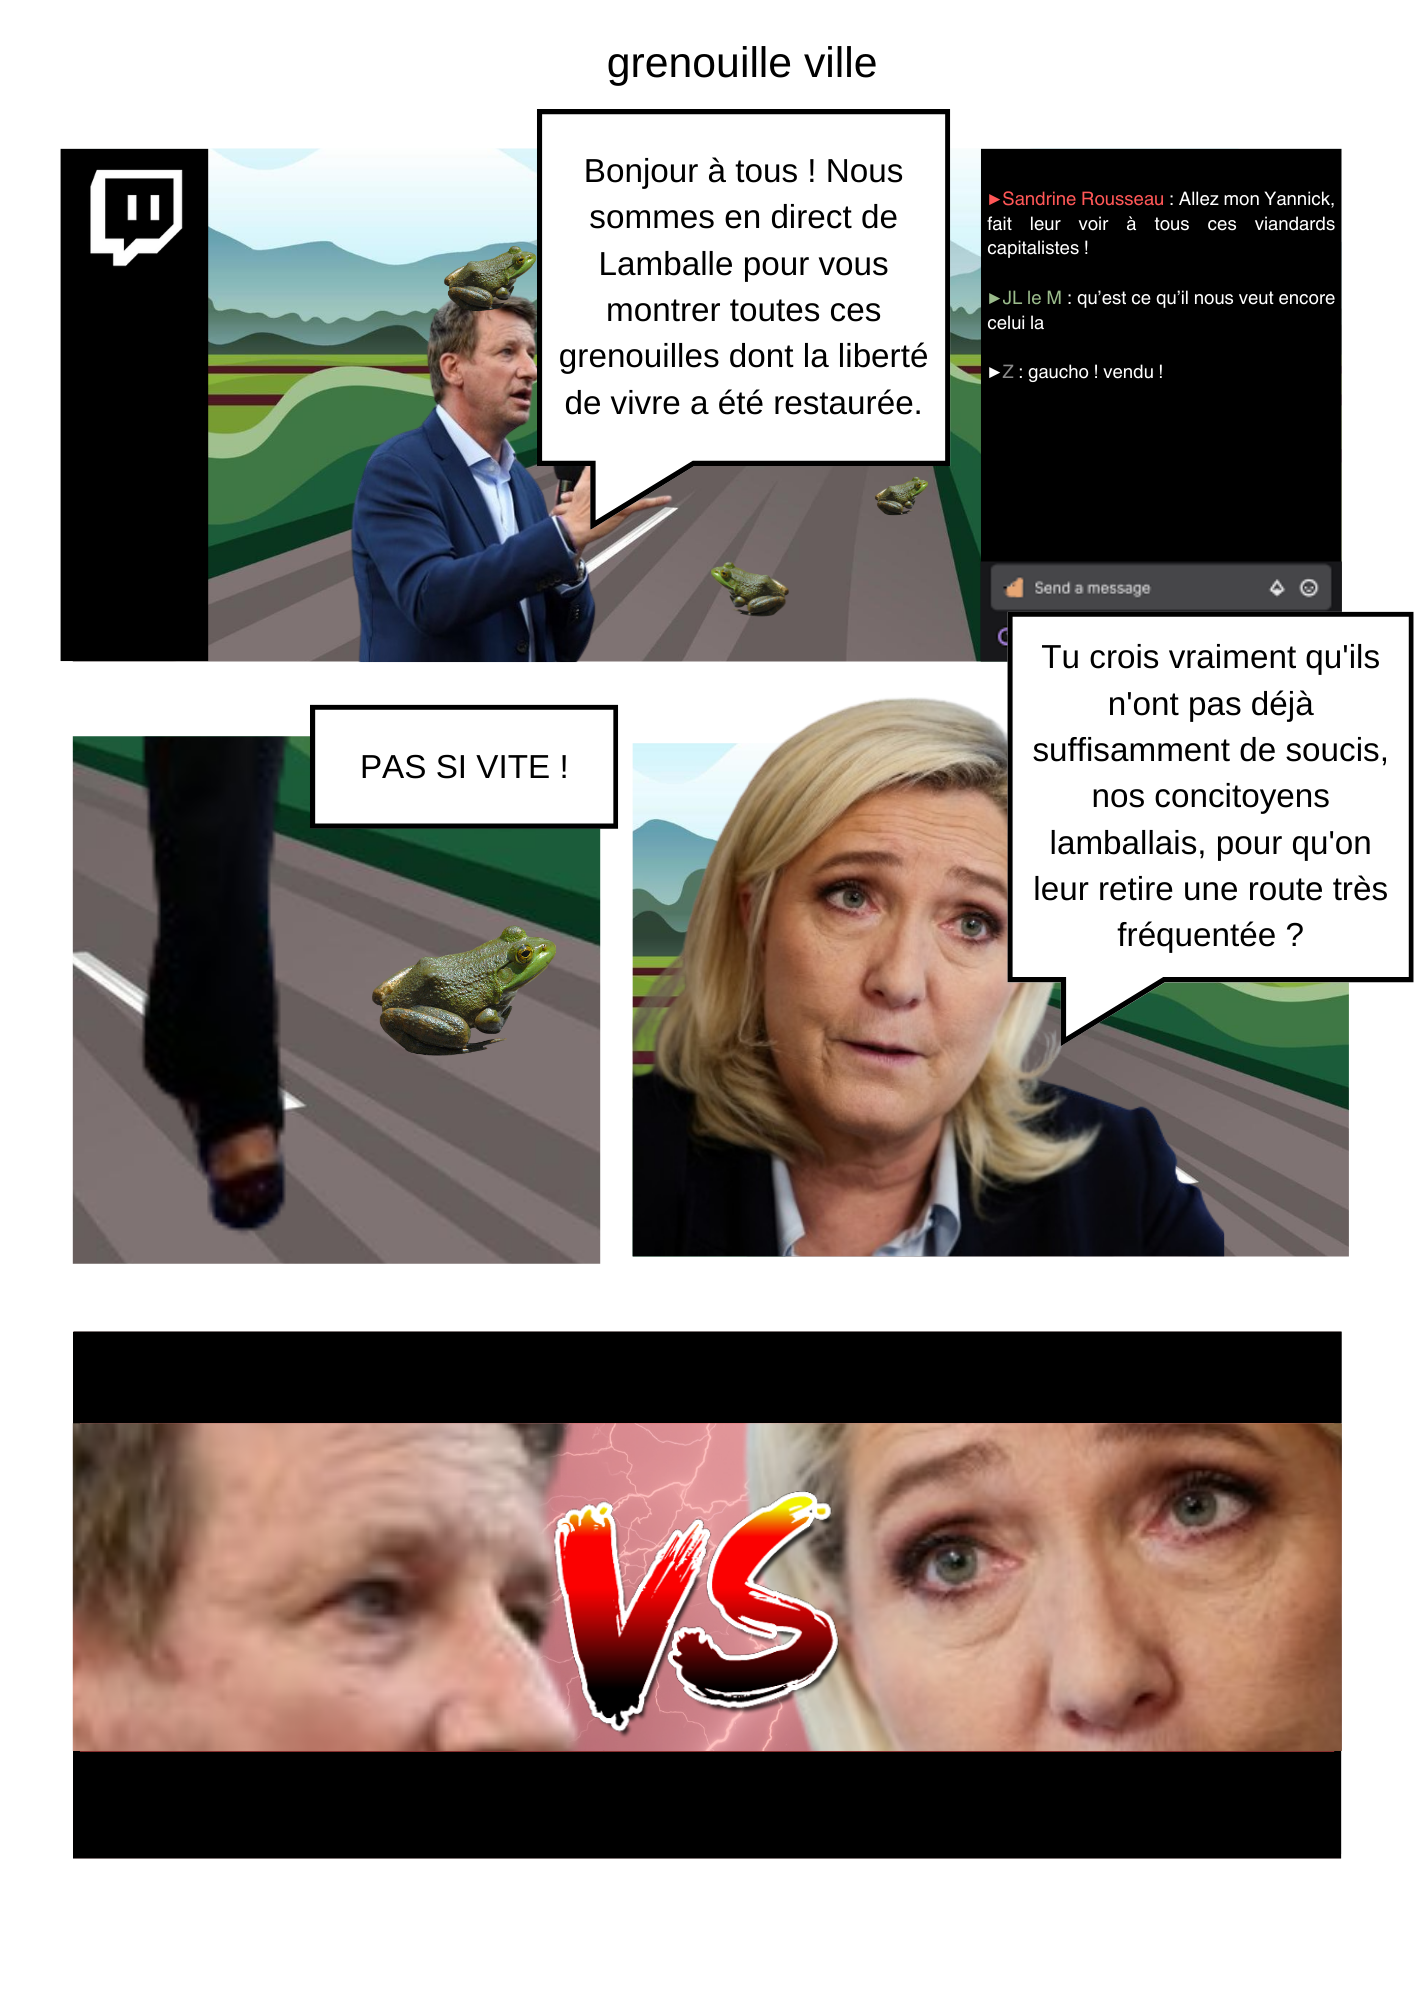 grenouille ville
Bonjour à tous ! Nous
sommes en direct de
Lamballe pour vous
montrer toutes ces
grenouilles dont la liberté
de vivre a été restaurée.
►Sandrine Rousseau : Allez mon Yannick,
fait leur voir à tous ces viandards
capitalistes !
►JL le M : qu’est ce qu’il nous veut encore
celui la
►Z : gaucho ! vendu !
Send a message
PAS SI VITE !
Tu crois vraiment qu'ils
n'ont pas déjà
suffisamment de soucis,
nos concitoyens
lamballais, pour qu'on
leur retire une route très
fréquentée ?
VS